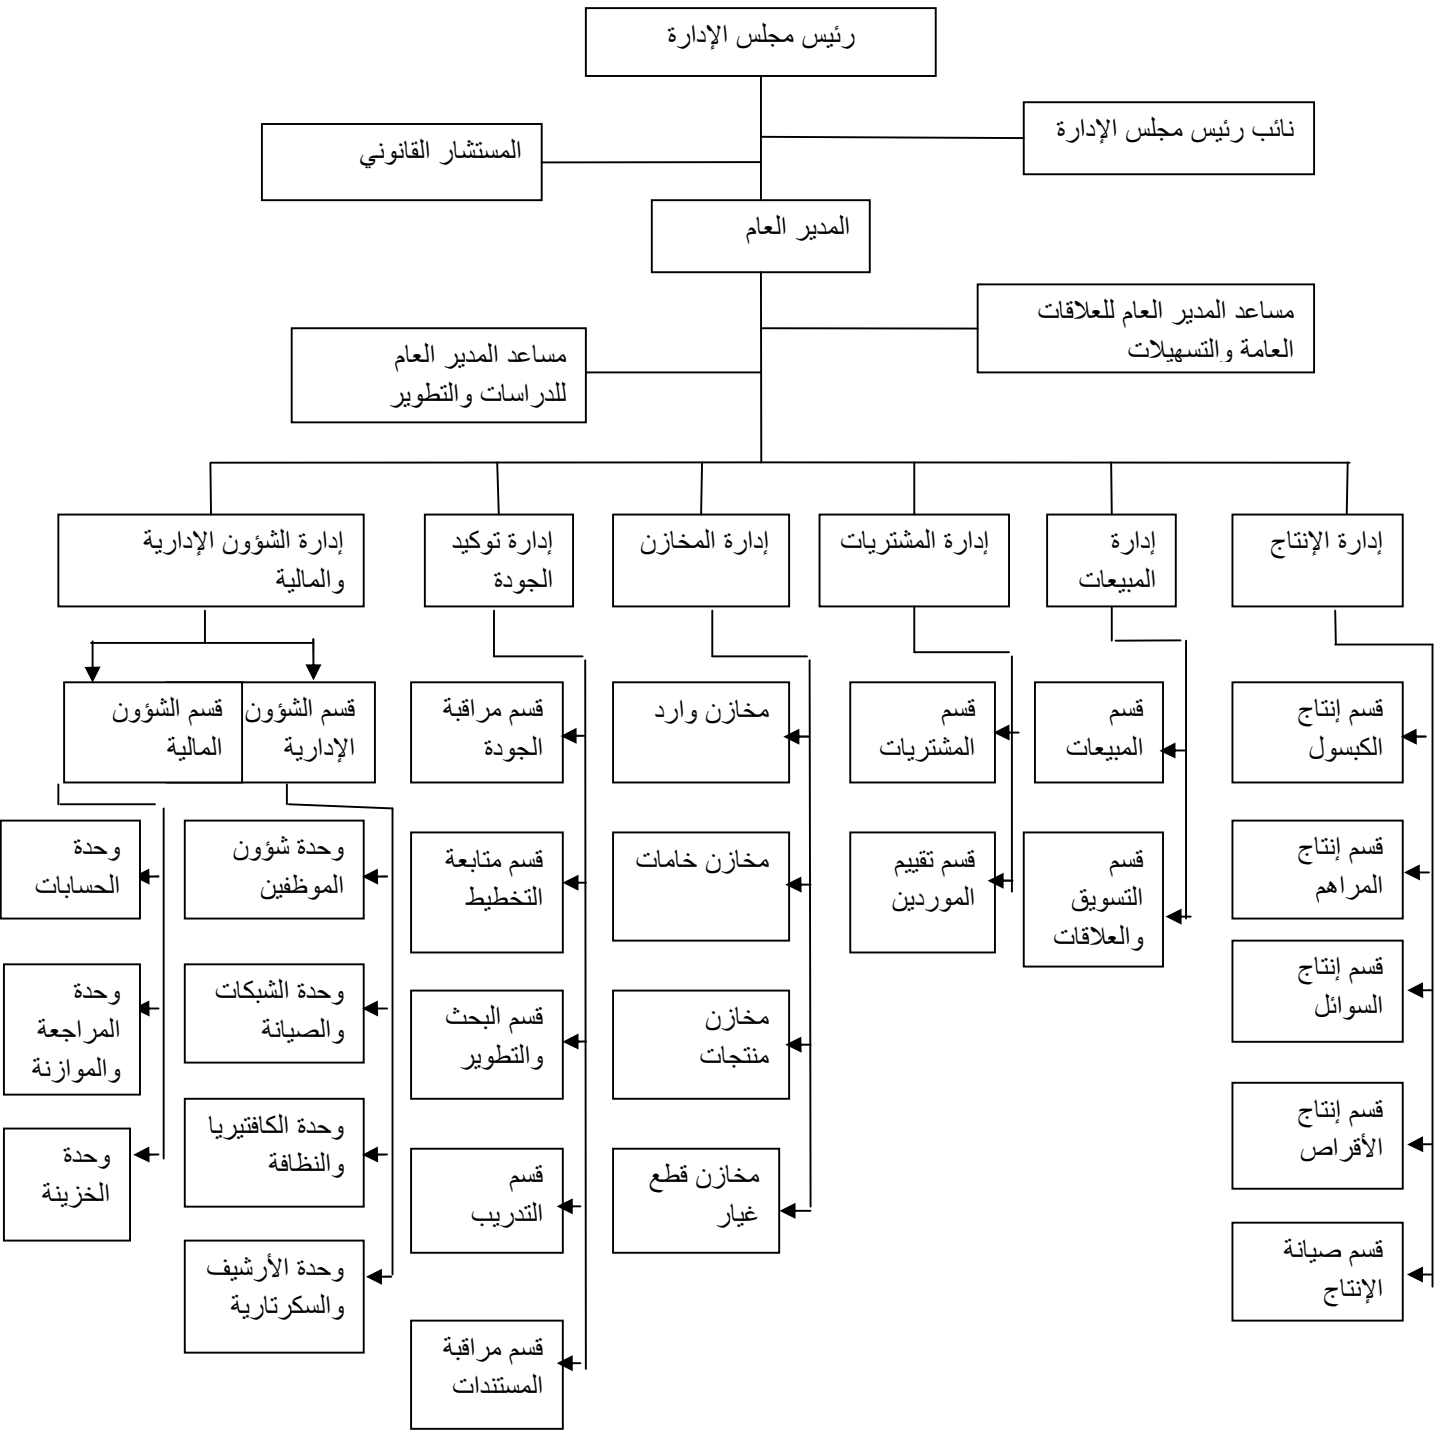 رئيس مجلس الإدارة
نائب رئيس مجلس الإدارة
المستشار القانوني
المدير العام
مساعد المدير العام للعلاقات
العامة والتسهيلات
مساعد المدير العام
للدراسات والتطوير
إدارة الإنتاج
إدارة
المبيعات
إدارة المشتريات
إدارة المخازن
إدارة توكيد
الجودة
إدارة الشؤون الإدارية
والمالية
قسم إنتاج
الكبسول
قسم إنتاج
المراهم
قسم إنتاج
السوائل
قسم إنتاج
الأقراص
قسم صيانة
الإنتاج
قسم
المبيعات
قسم
التسويق
والعلاقات
قسم
المشتريات
قسم تقييم
الموردين
مخازن وارد
مخازن خامات
مخازن
منتجات
مخازن قطع
غيار
قسم مراقبة
الجودة
قسم متابعة
التخطيط
قسم البحث
والتطوير
قسم
التدريب
قسم مراقبة
المستندات
قسم الشؤون
الإدارية
وحدة شؤون
الموظفين
وحدة الشبكات
والصيانة
وحدة الكافتيريا
والنظافة
وحدة الأرشيف
والسكرتارية
قسم الشؤون
المالية
وحدة
الحسابات
وحدة
المراجعة
والموازنة
وحدة
الخزينة